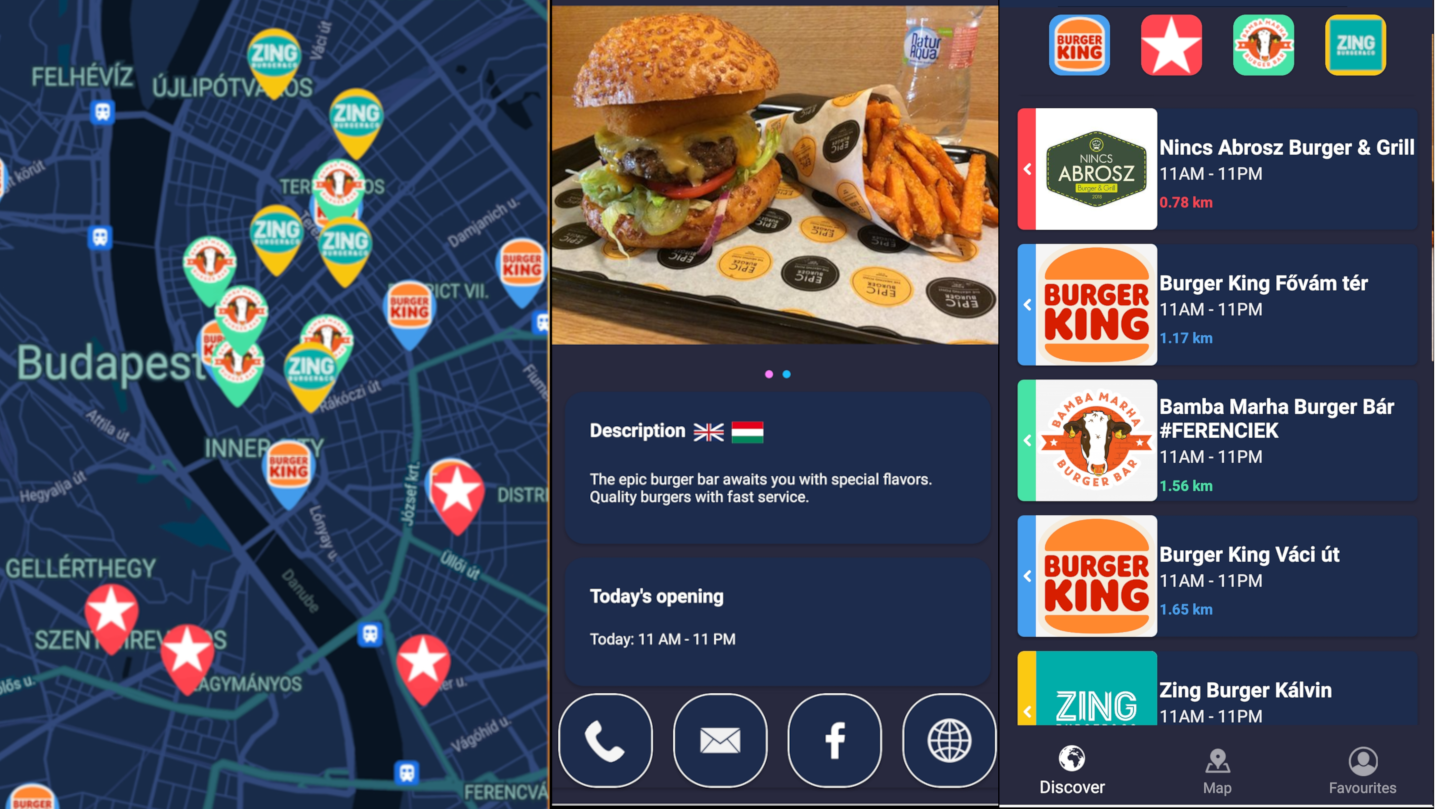 ZING
BURGER&CO
Váci út
FELHÉVÍZ
ÚJLIPÓTVÁROS
ZING
BURGER&CO
körút
Damjanich u.
ZING
BURGER&CO
ZING
BURGER&CO
BURGER
KING
BURGER
KING
RICT VII.
Budapest
ZING
BURGER&CO
Rákóczi út
Fiume
Attila út
INNER CITY
BURGER
KING
Hegyalja út
József krt.
DISTRI
Lónyay u.
Üllői út
GELLÉRTHEGY
Danube
Vágóhíd u.
FERENCVÁ
BURGER
Natur
Aqua
EPIC
BURGER
Description
The epic burger bar awaits you with special flavors.
Quality burgers with fast service.
Today's opening
Today: 11 AM - 11 PM
BURGER
KING
BAMBA MARHA
BURGER BAR
ZING
BURGER&CO
NINCS
ABROSZ
Burger & Grill
Nincs Abrosz Burger & Grill
11AM - 11PM
0.78 km
BURGER
KING
Burger King Fővám tér
11AM - 11PM
1.17 km
BAMBA MARHA
BURGER BAR
Bamba Marha Burger Bár
#FERENCIEK
11AM - 11PM
1.56 km
BURGER
KING
Burger King Váci út
11AM - 11PM
1.65 km
ZING
Zing Burger Kálvin
11AM - 11PM
Discover
Map
Favourites